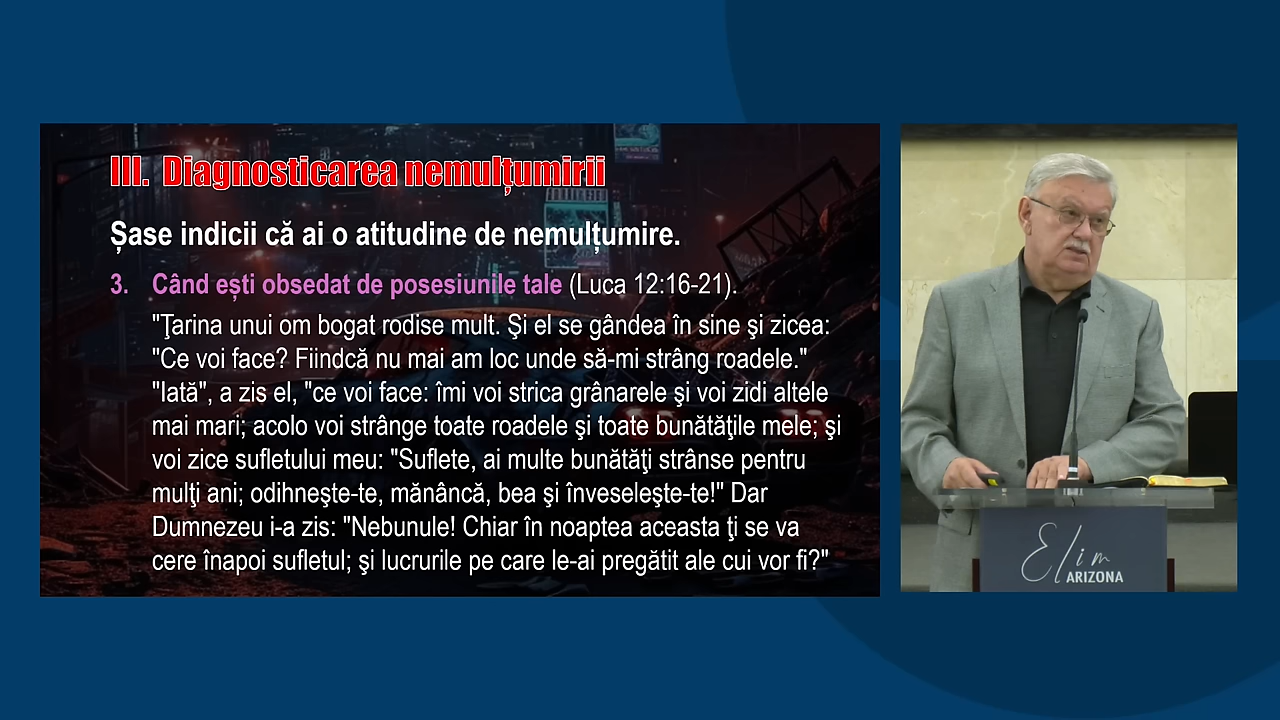 III. Diagnosticarea nemulțumirii
Șase indicii că ai o atitudine de nemulțumire.
3. Când ești obsedat de posesiunile tale (Luca 12:16-21).
"Ţarina unui om bogat rodise mult. Şi el se gândea în sine şi zicea:
"Ce voi face? Fiindcă nu mai am loc unde să-mi strâng roadele."
"Iată", a zis el, "ce voi face: îmi voi strica grânarele şi voi zidi altele
mai mari; acolo voi strânge toate roadele şi toate bunătăţile mele; şi
voi zice sufletului meu: "Suflete, ai multe bunătăţi strânse pentru
mulţi ani; odihneşte-te, mănâncă, bea şi înveseleşte-te!" Dar
Dumnezeu i-a zis: "Nebunule! Chiar în noaptea aceasta ţi se va
cere înapoi sufletul; şi lucrurile pe care le-ai pregătit ale cui vor fi?"
Elim
ARIZONA